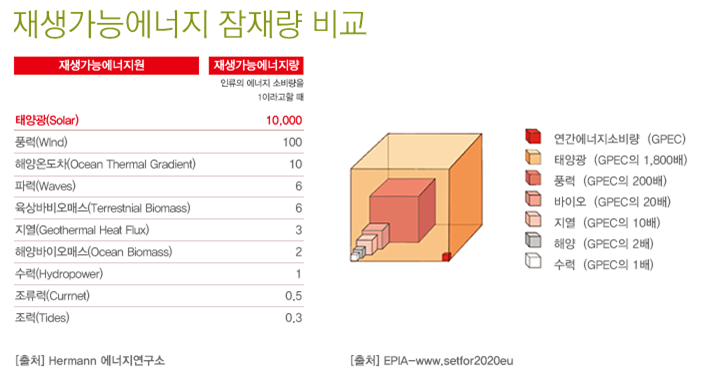 재생가능에너지 잠재량 비교
재생가능에너지원 재생가능에너지량
인류의 에너지 소비량을
1이라고할 때
태양광(Solar) 10,000
풍력(WInd) 100
해양온도차(Ocean Thermal Gradient) 10
파력(Waves) 6
육상바비오매스(Terrestnial Biomass) 6
지열(Geothermal Heat Flux) 3
해양바이오매스(Ocean Biomass) 2
수력(Hydropower) 1
조류력(Currnet) 0.5
조력(Tides) 0.3
[출처] Hermann 에너지연구소
연간에너지소비량 (GPEC)
태양광 (GPEC의 1,800배)
풍력 (GPEC의 200배)
바이오 (GPEC의 20배)
지열 (GPEC의 10배)
해양 (GPEC의 2배)
수력 (GPEC의 1배)
[출처] EPIA-www.setfor2020eu